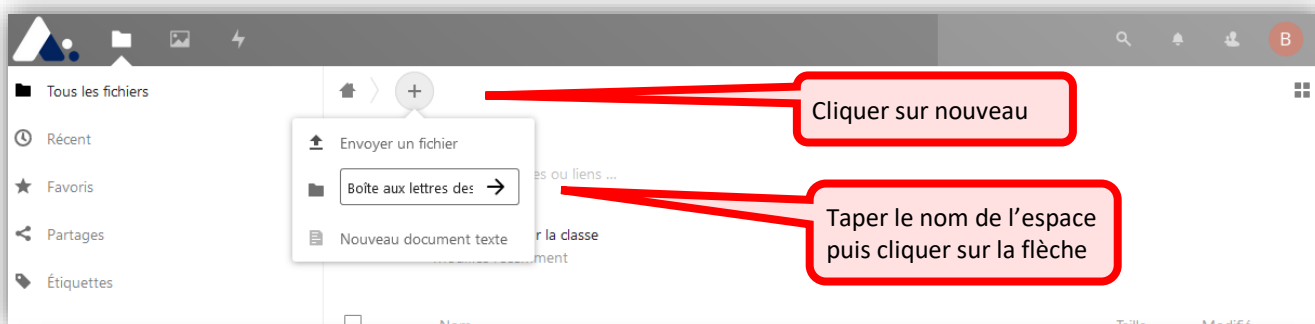 B
Tous les fichiers
Récent
Favoris
Partages
Étiquettes
+
Cliquer sur nouveau
Envoyer un fichier
Boîte aux lettres des
es ou liens ...
Nouveau document texte
r la classe
Taper le nom de l’espace
puis cliquer sur la flèche